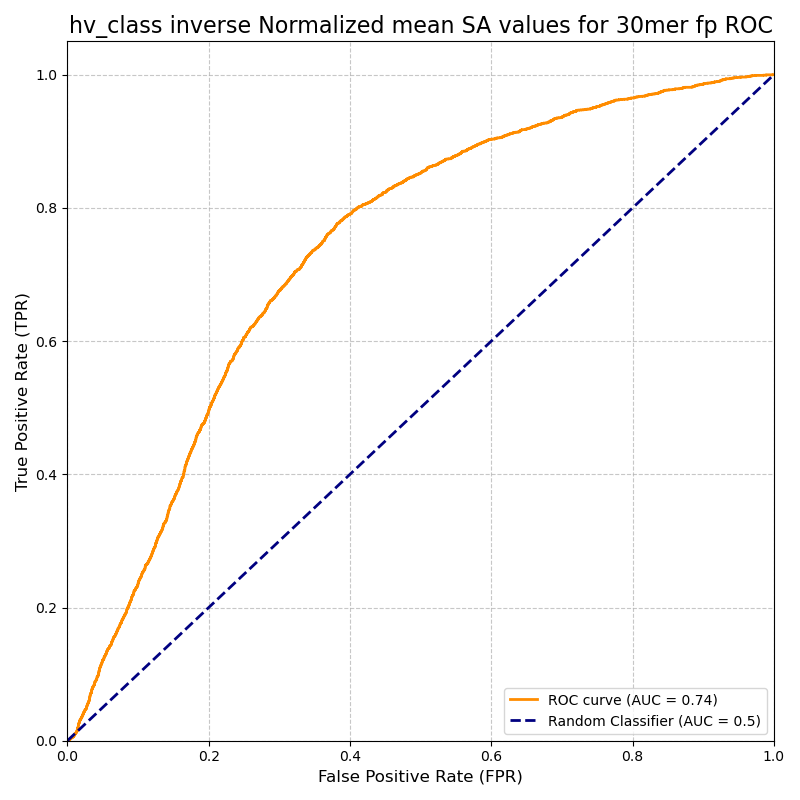 hv_class inverse Normalized mean SA values for 30mer fp ROC
True Positive Rate (TPR)
1.0
0.8
0.6
0.4
0.2
0.0
0.0 0.2 0.4 0.6 0.8 1.0
False Positive Rate (FPR)
ROC curve (AUC = 0.74)
Random Classifier (AUC = 0.5)